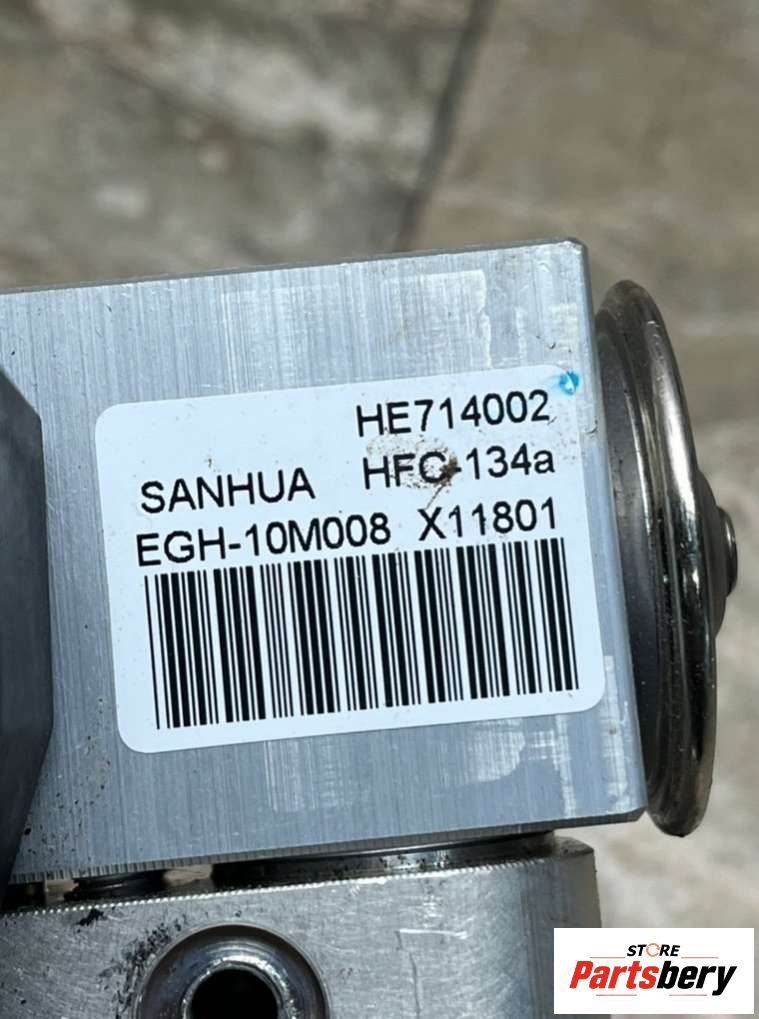 HE714002
SANHUA HFC-134a
EGH-10M008 X11801
STORE
Partsbery